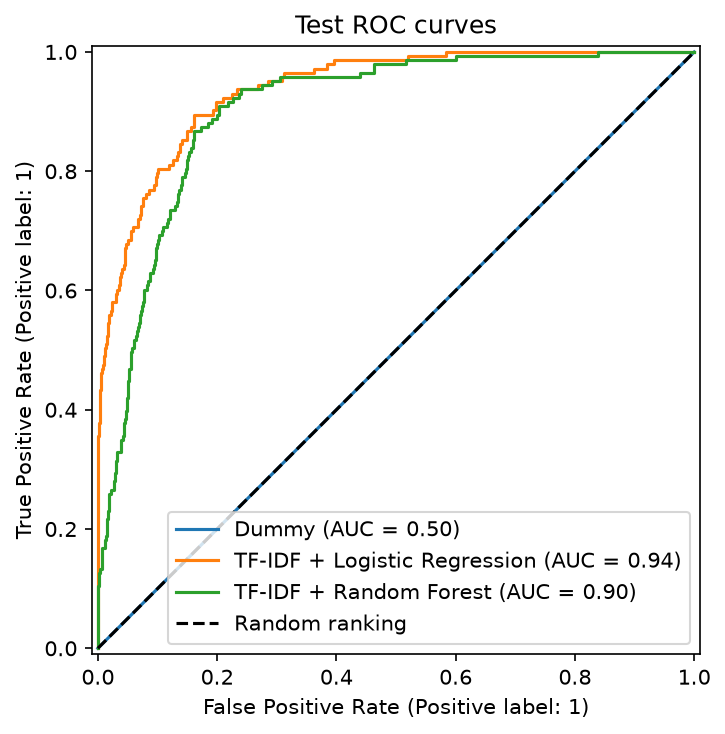 Test ROC curves
True Positive Rate (Positive label: 1)
1.0
0.8
0.6
0.4
0.2
0.0
Dummy (AUC = 0.50)
TF-IDF + Logistic Regression (AUC = 0.94)
TF-IDF + Random Forest (AUC = 0.90)
Random ranking
0.0 0.2 0.4 0.6 0.8 1.0
False Positive Rate (Positive label: 1)